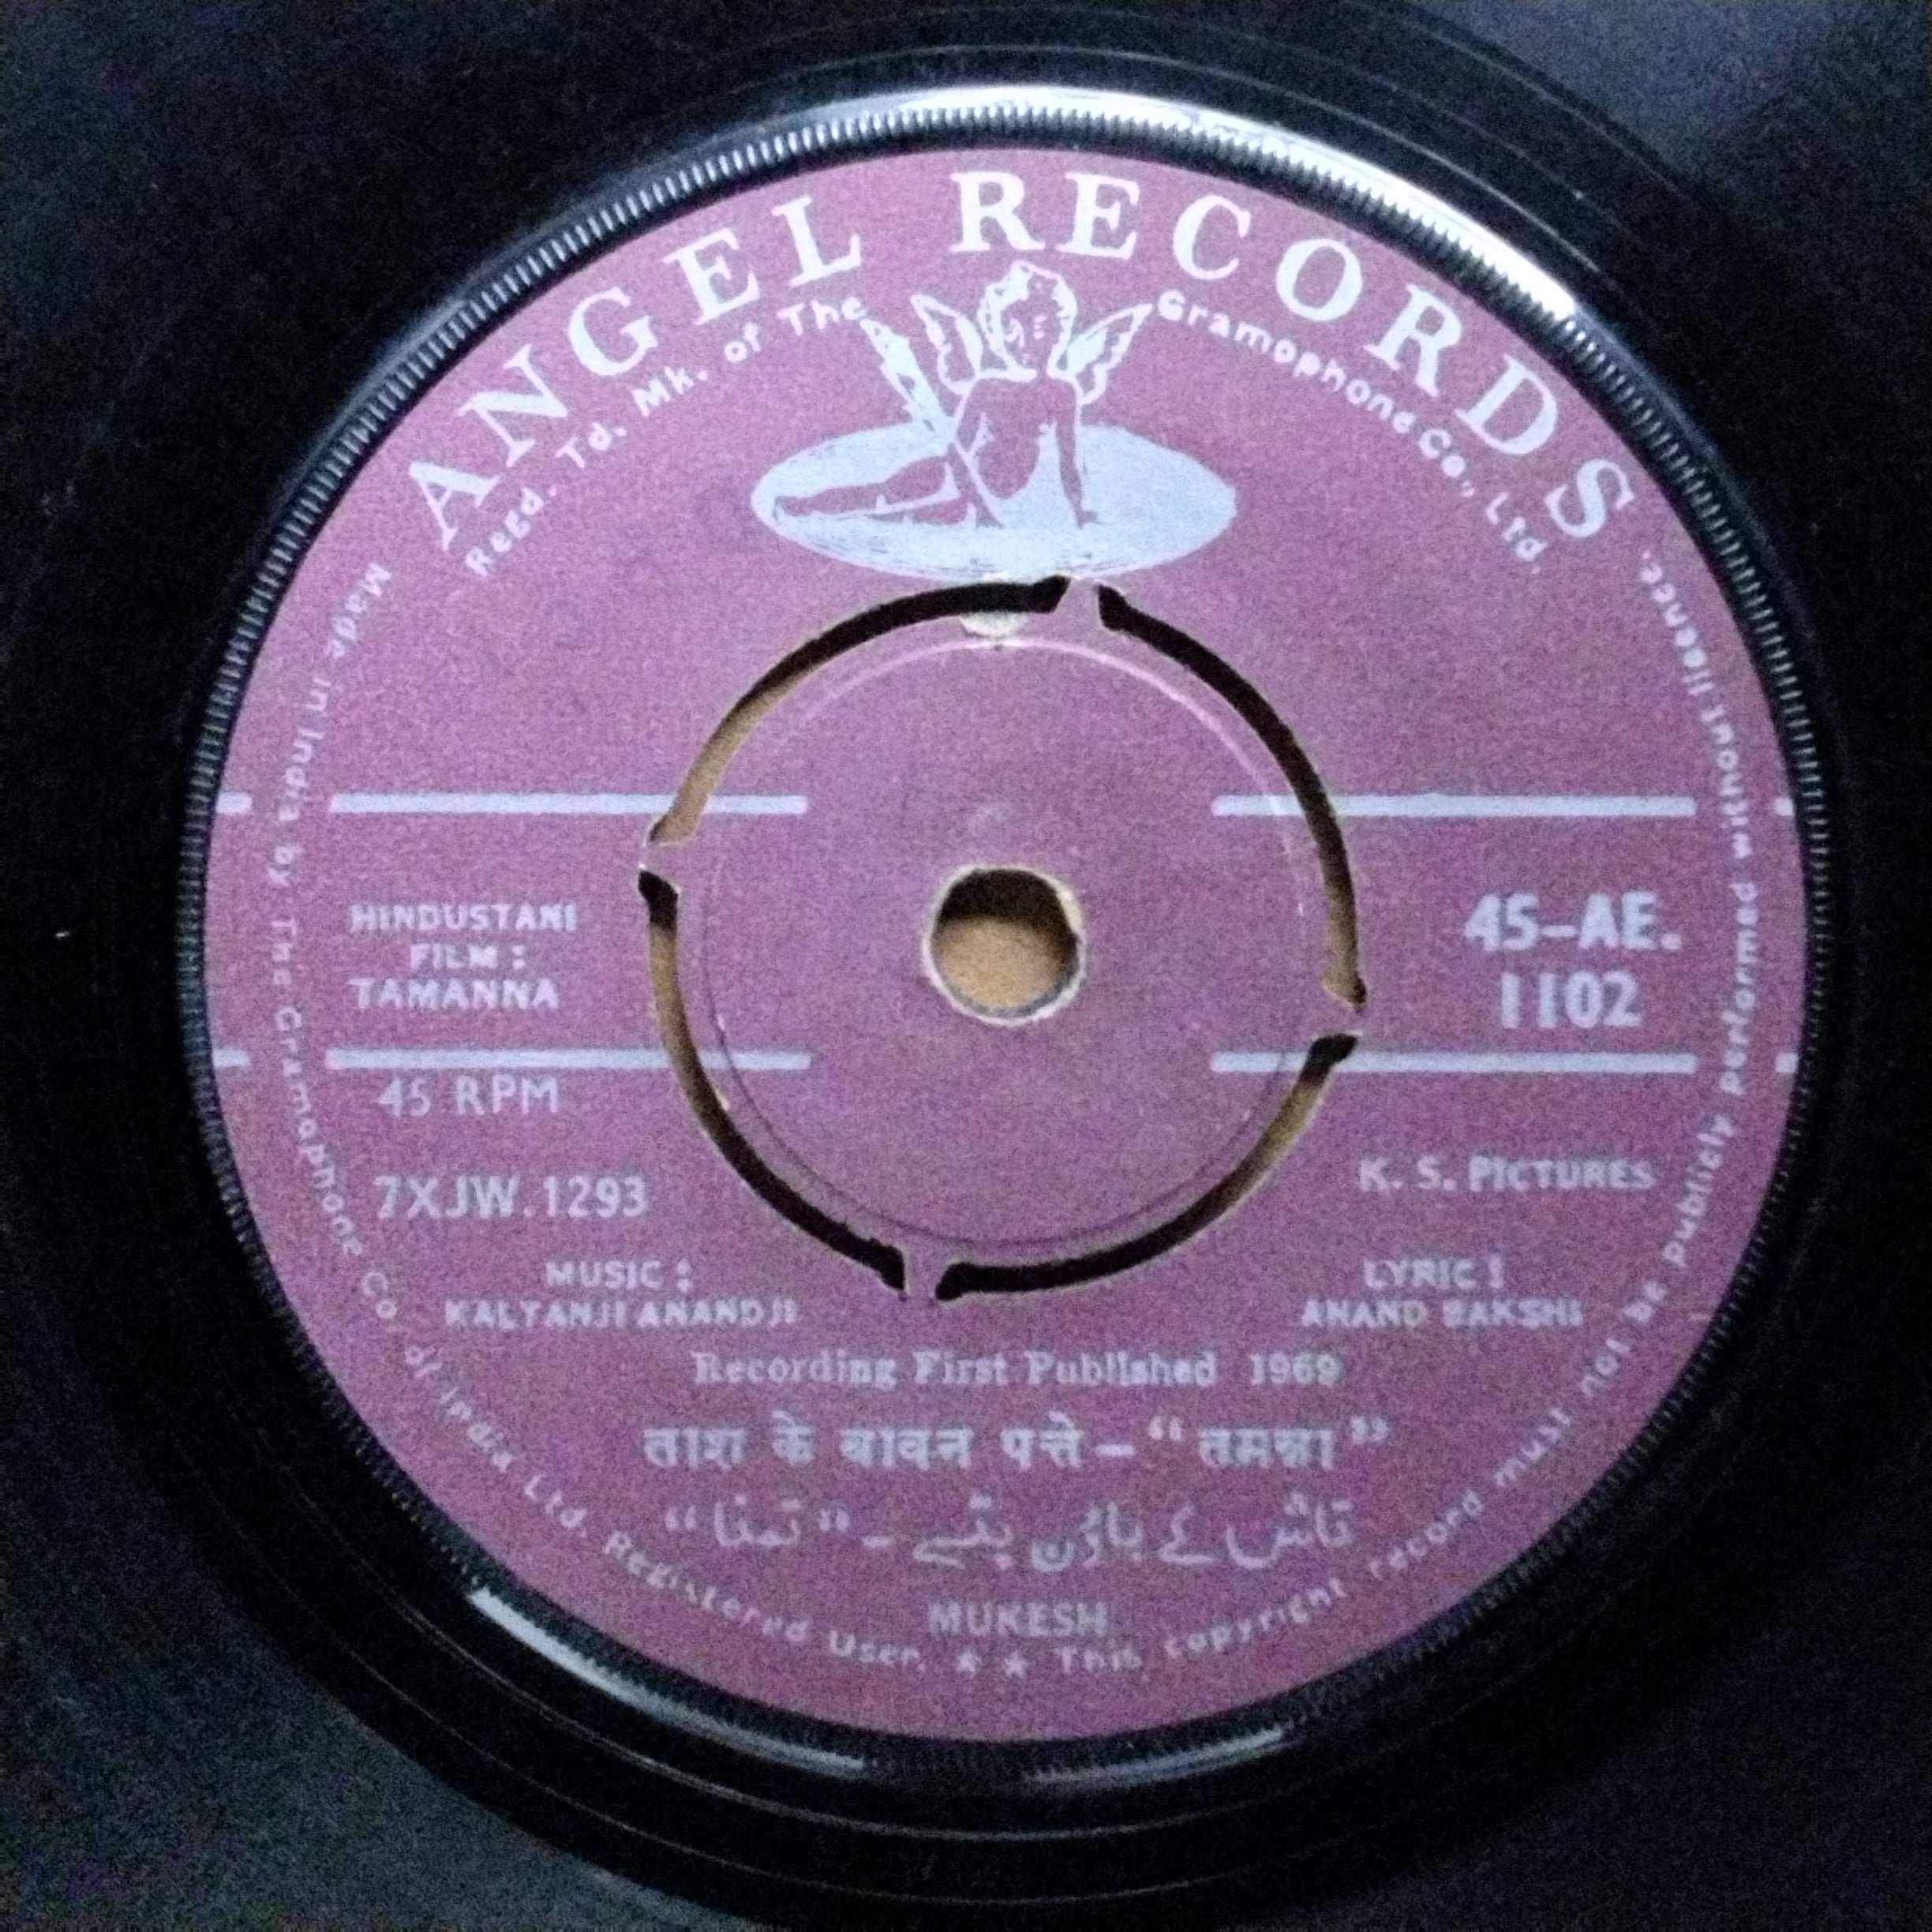 ANGEL RECORDS
Regd. Td. Mk. of The Gramophone Co., Ltd.
HINDUSTANI
FILM :
TAMANNA
45-AE.
1102
45 RPM
7XJW.1293
K. S. PICTURES
MUSIC :
KALYANJI ANANDJI
LYRIC :
ANAND BAKSHI
Recording First Published 1969
ताश के बावन पत्ते – “तमन्ना”
تاش کے باون پتے - "تمنا"
MUKESH
Made in India by The Gramophone Co. of India Ltd. Registered User. ★ ★ This copyright record must not be publicly performed without licence.